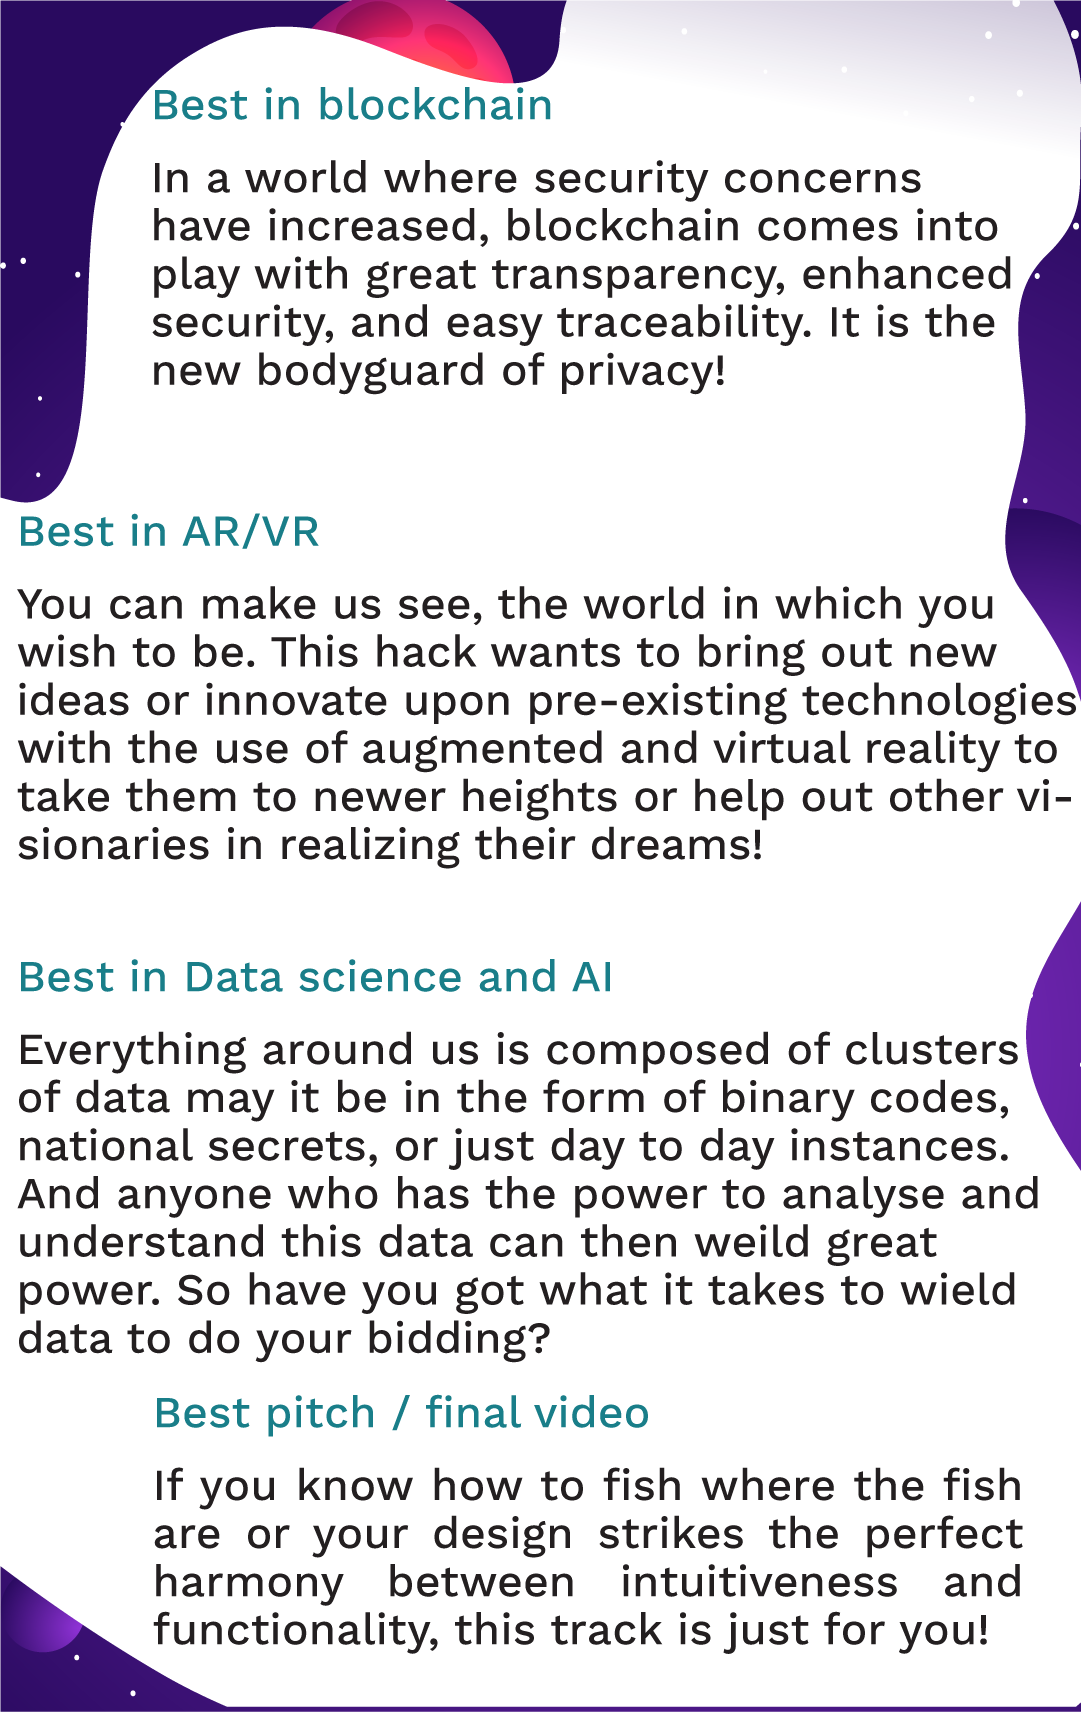 Best in blockchain
In a world where security concerns
have increased, blockchain comes into
play with great transparency, enhanced
security, and easy traceability. It is the
new bodyguard of privacy!
Best in AR/VR
You can make us see, the world in which you
wish to be. This hack wants to bring out new
ideas or innovate upon pre-existing technologies
with the use of augmented and virtual reality to
take them to newer heights or help out other vi-
sionaries in realizing their dreams!
Best in Data science and AI
Everything around us is composed of clusters
of data may it be in the form of binary codes,
national secrets, or just day to day instances.
And anyone who has the power to analyse and
understand this data can then weild great
power. So have you got what it takes to wield
data to do your bidding?
Best pitch / final video
If you know how to fish where the fish
are or your design strikes the perfect
harmony between intuitiveness and
functionality, this track is just for you!